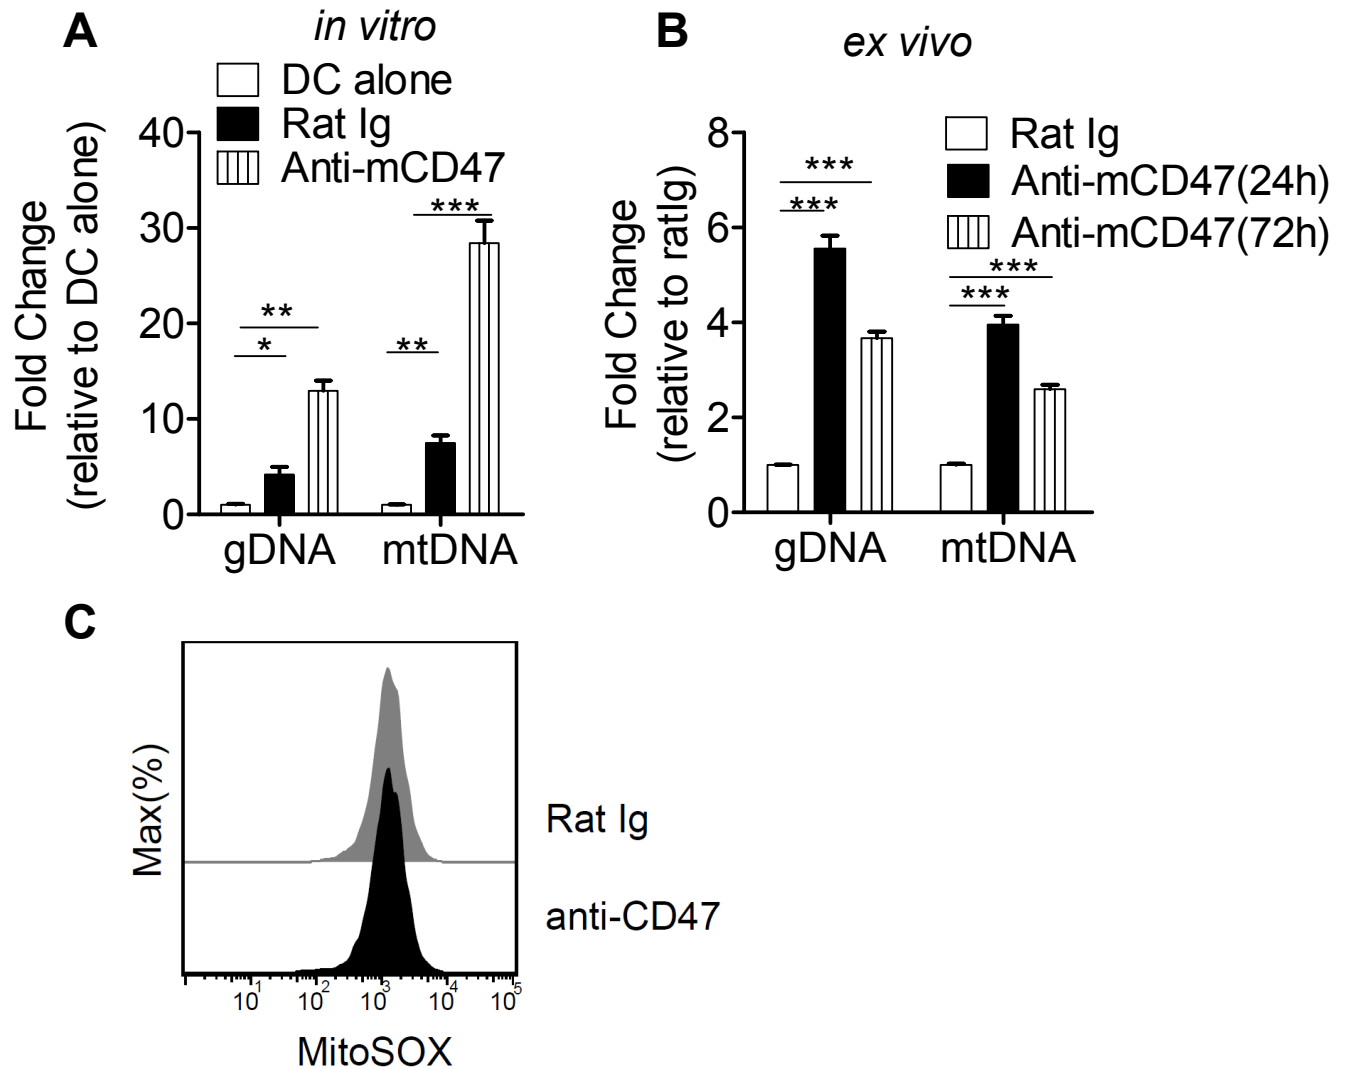 A
in vitro
DC alone
Rat Ig
Anti-mCD47
Fold Change
(relative to DC alone)
40
30
20
10
0
***
**
*
**
gDNA
mtDNA
B
ex vivo
Rat Ig
Anti-mCD47(24h)
Anti-mCD47(72h)
Fold Change
(relative to ratIg)
8
6
4
2
0
***
***
***
***
gDNA
mtDNA
C
Max(%)
Rat Ig
anti-CD47
10¹ 10² 10³ 10⁴ 10⁵
MitoSOX